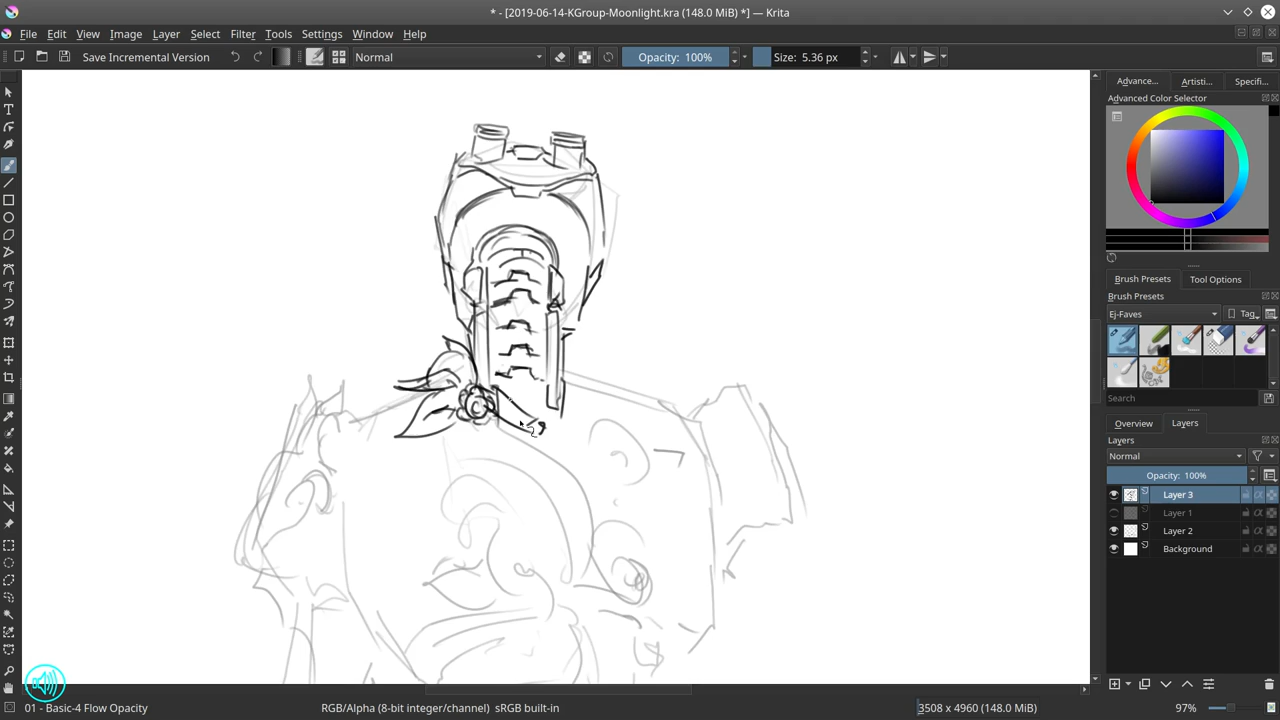 * - [2019-06-14-KGroup-Moonlight.kra (148.0 MiB) *] — Krita
File Edit View Image Layer Select Filter Tools Settings Window Help
Save Incremental Version Normal Opacity: 100% Size: 5.36 px
Advance... Artisti... Specifi...
Advanced Color Selector
Brush Presets Tool Options
Brush Presets
Ej-Faves Tag
Search
Overview Layers
Layers
Normal
Opacity: 100%
Layer 3
Layer 1
Layer 2
Background
01 - Basic-4 Flow Opacity RGB/Alpha (8-bit integer/channel) sRGB built-in 3508 x 4960 (148.0 MiB) 97%